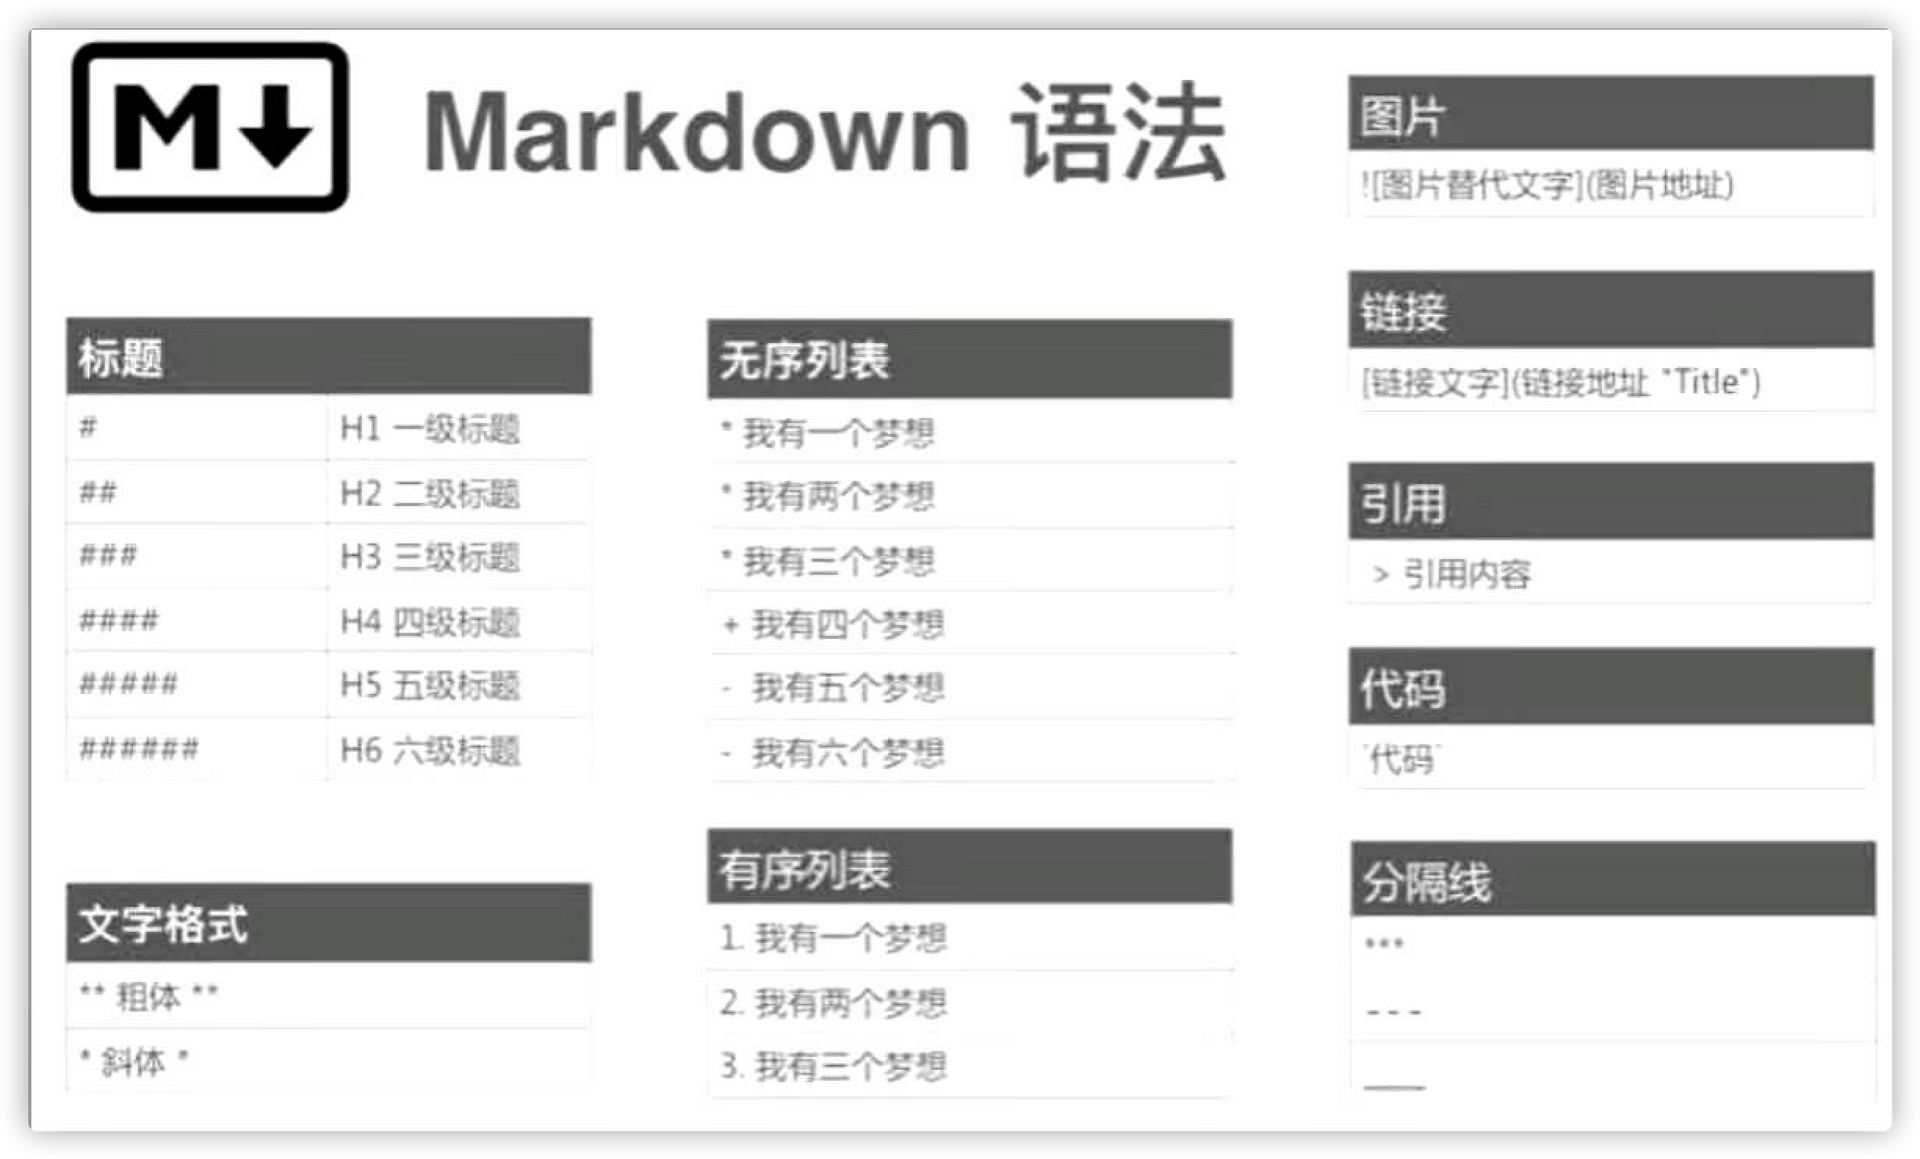 M
Markdown 语法
标题
# H1 一级标题
## H2 二级标题
### H3 三级标题
#### H4 四级标题
##### H5 五级标题
###### H6 六级标题
文字格式
** 粗体 **
* 斜体 *
无序列表
* 我有一个梦想
* 我有两个梦想
* 我有三个梦想
+ 我有四个梦想
- 我有五个梦想
- 我有六个梦想
有序列表
1. 我有一个梦想
2. 我有两个梦想
3. 我有三个梦想
图片
![图片替代文字](图片地址)
链接
[链接文字](链接地址 "Title")
引用
> 引用内容
代码
`代码`
分隔线
***
---
___